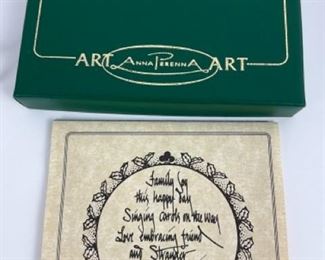 ART ANNA PERENNA ART
Family Joy
this happy day
Singing Carols on the way
Love embracing friend
and Stranger